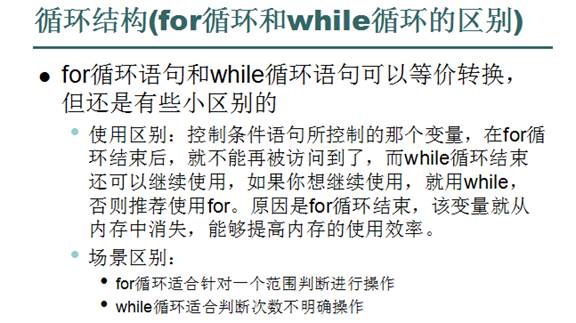 循环结构(for循环和while循环的区别)
for循环语句和while循环语句可以等价转换，
但还是有些小区别的
使用区别：控制条件语句所控制的那个变量，在for循
环结束后，就不能再被访问到了，而while循环结束
还可以继续使用，如果你想继续使用，就用while，
否则推荐使用for。原因是for循环结束，该变量就从
内存中消失，能够提高内存的使用效率。
场景区别：
for循环适合针对一个范围判断进行操作
while循环适合判断次数不明确操作